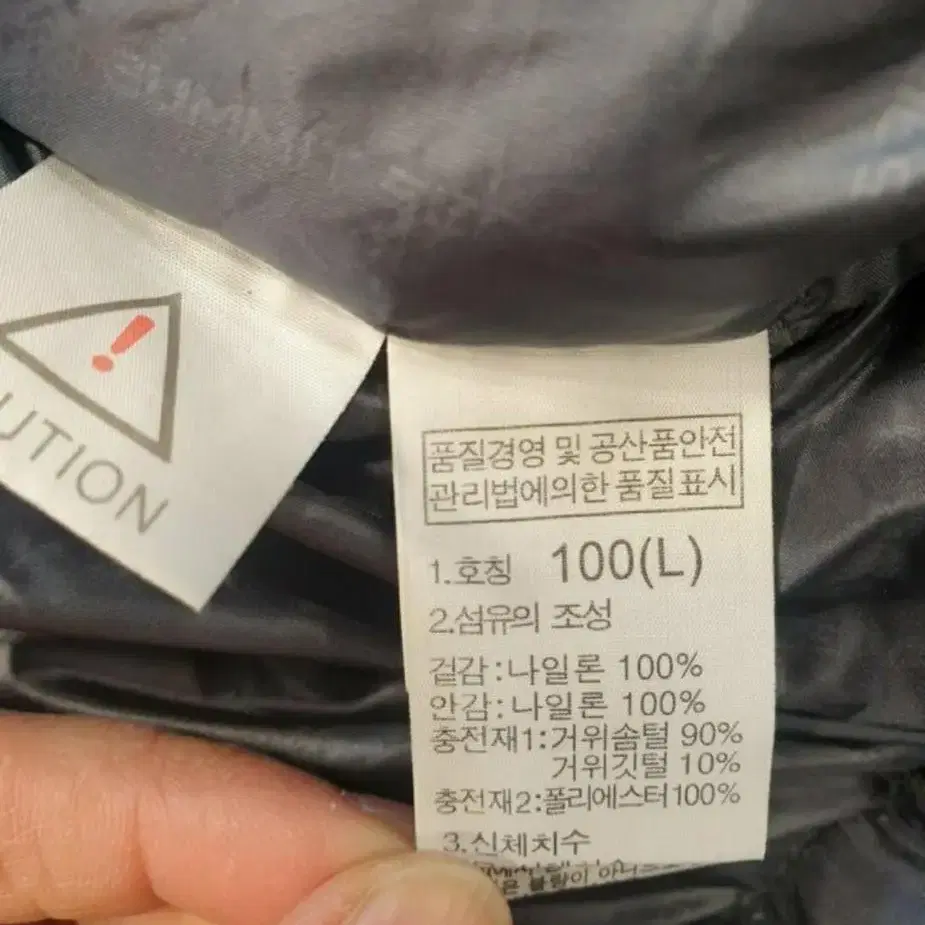 UTION
품질경영 및 공산품안전
관리법에의한 품질표시
1.호칭 100(L)
2.섬유의 조성
겉감:나일론 100%
안감:나일론 100%
충전재1:거위솜털 90%
거위깃털 10%
충전재2:폴리에스터100%
3.신체치수